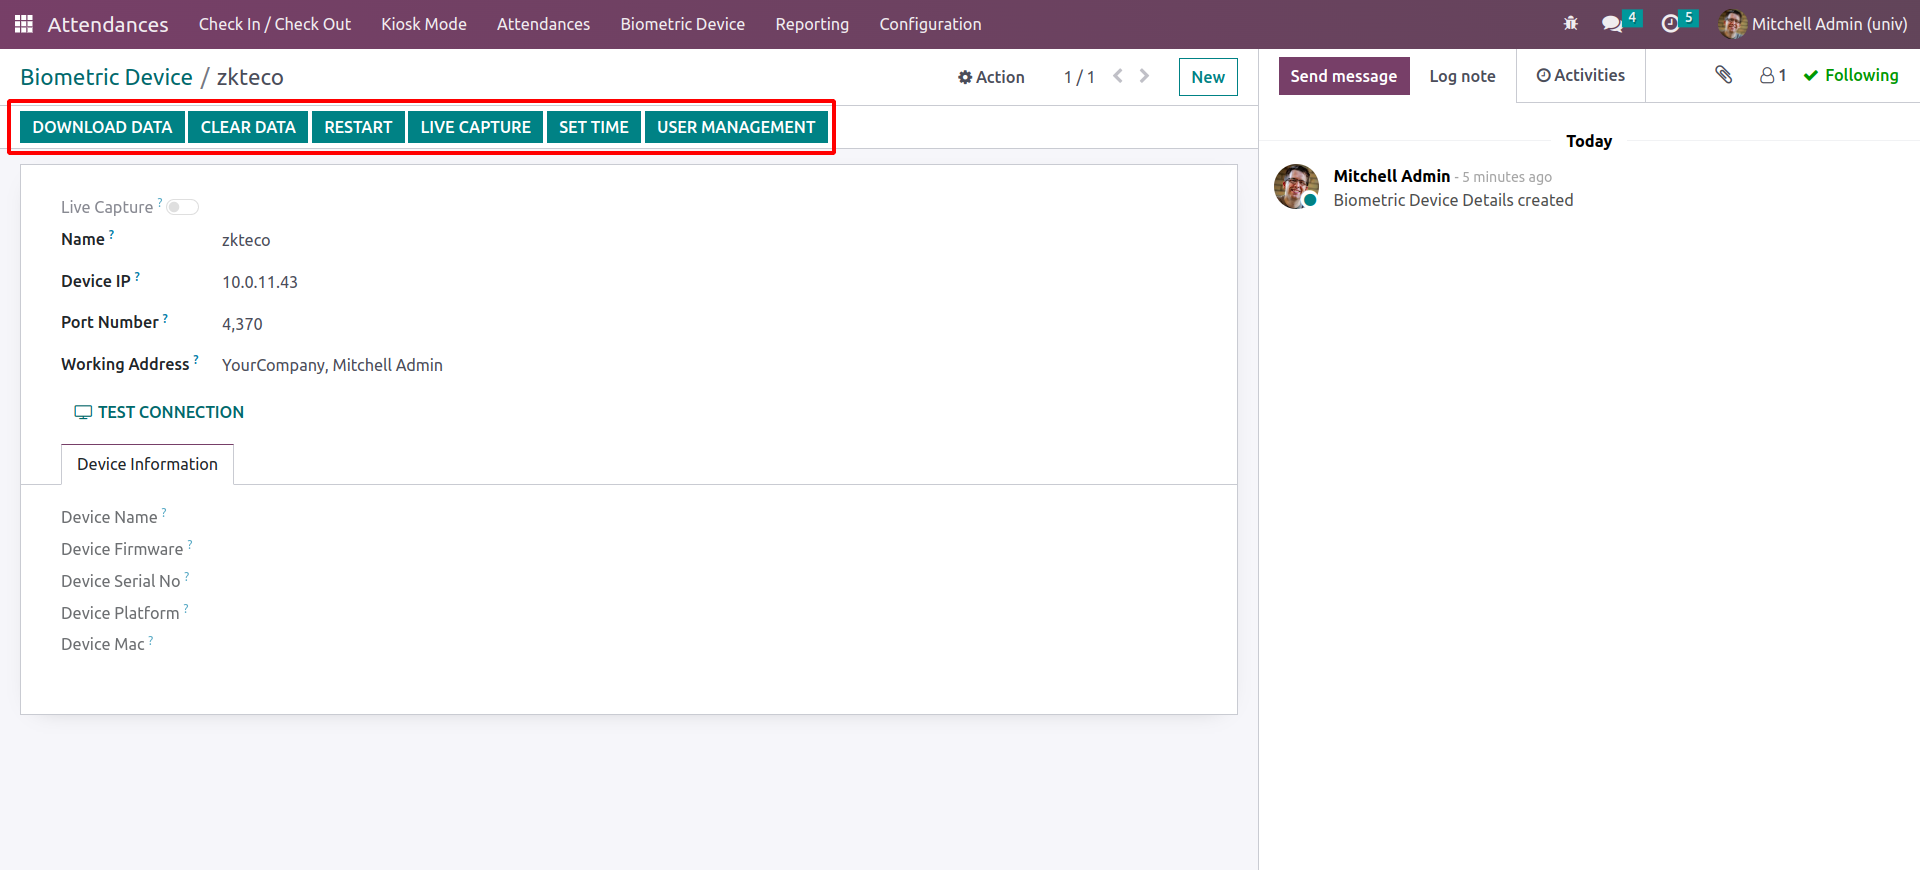 Attendances Check In / Check Out Kiosk Mode Attendances Biometric Device Reporting Configuration 4 5 Mitchell Admin (univ)
Biometric Device / zkteco Action 1 / 1 New
Send message Log note Activities 1 Following
DOWNLOAD DATA CLEAR DATA RESTART LIVE CAPTURE SET TIME USER MANAGEMENT
Live Capture ?
Name ? zkteco
Device IP ? 10.0.11.43
Port Number ? 4,370
Working Address ? YourCompany, Mitchell Admin
TEST CONNECTION
Device Information
Device Name ?
Device Firmware ?
Device Serial No ?
Device Platform ?
Device Mac ?
Today
Mitchell Admin - 5 minutes ago
Biometric Device Details created